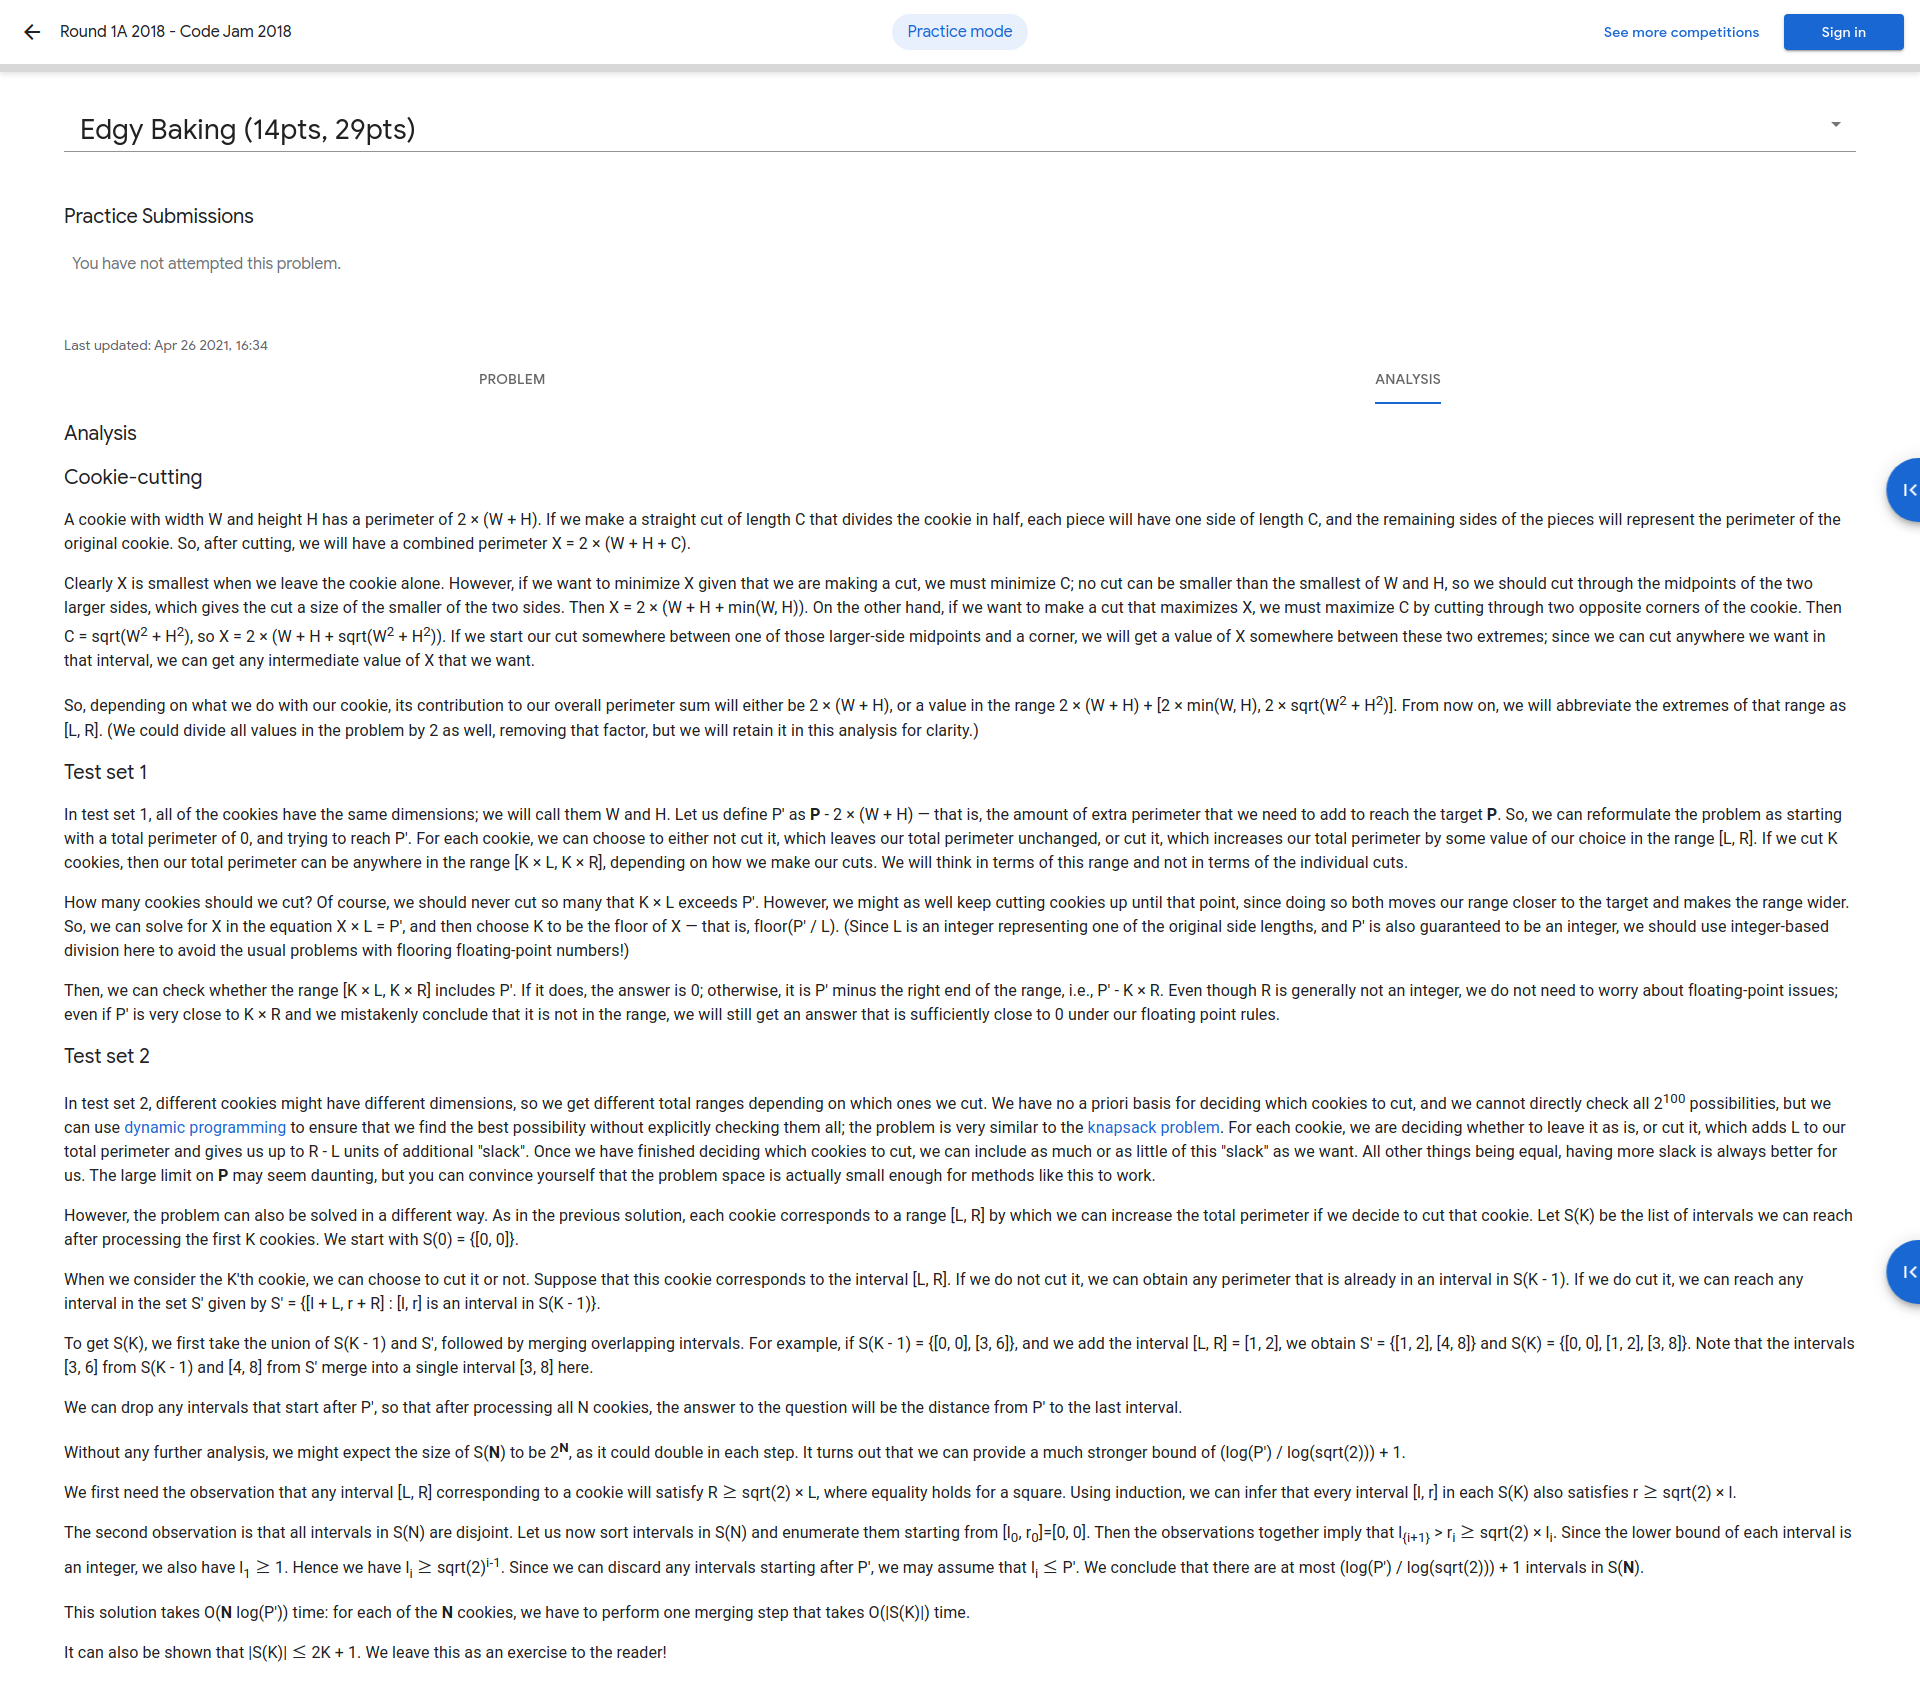 Round 1A 2018 - Code Jam 2018
Practice mode
See more competitions
Sign in
Edgy Baking (14pts, 29pts)
Practice Submissions
You have not attempted this problem.
Last updated: Apr 26 2021, 16:34
PROBLEM
ANALYSIS
Analysis
Cookie-cutting
A cookie with width W and height H has a perimeter of 2 × (W + H). If we make a straight cut of length C that divides the cookie in half, each piece will have one side of length C, and the remaining sides of the pieces will represent the perimeter of the
original cookie. So, after cutting, we will have a combined perimeter X = 2 × (W + H + C).
Clearly X is smallest when we leave the cookie alone. However, if we want to minimize X given that we are making a cut, we must minimize C; no cut can be smaller than the smallest of W and H, so we should cut through the midpoints of the two
larger sides, which gives the cut a size of the smaller of the two sides. Then X = 2 × (W + H + min(W, H)). On the other hand, if we want to make a cut that maximizes X, we must maximize C by cutting through two opposite corners of the cookie. Then
C = sqrt(W² + H²), so X = 2 × (W + H + sqrt(W² + H²)). If we start our cut somewhere between one of those larger-side midpoints and a corner, we will get a value of X somewhere between these two extremes; since we can cut anywhere we want in
that interval, we can get any intermediate value of X that we want.
So, depending on what we do with our cookie, its contribution to our overall perimeter sum will either be 2 × (W + H), or a value in the range 2 × (W + H) + [2 × min(W, H), 2 × sqrt(W² + H²)]. From now on, we will abbreviate the extremes of that range as
[L, R]. (We could divide all values in the problem by 2 as well, removing that factor, but we will retain it in this analysis for clarity.)
Test set 1
In test set 1, all of the cookies have the same dimensions; we will call them W and H. Let us define P' as P - 2 × (W + H) — that is, the amount of extra perimeter that we need to add to reach the target P. So, we can reformulate the problem as starting
with a total perimeter of 0, and trying to reach P'. For each cookie, we can choose to either not cut it, which leaves our total perimeter unchanged, or cut it, which increases our total perimeter by some value of our choice in the range [L, R]. If we cut K
cookies, then our total perimeter can be anywhere in the range [K × L, K × R], depending on how we make our cuts. We will think in terms of this range and not in terms of the individual cuts.
How many cookies should we cut? Of course, we should never cut so many that K × L exceeds P'. However, we might as well keep cutting cookies up until that point, since doing so both moves our range closer to the target and makes the range wider.
So, we can solve for X in the equation X × L = P', and then choose K to be the floor of X — that is, floor(P' / L). (Since L is an integer representing one of the original side lengths, and P' is also guaranteed to be an integer, we should use integer-based
division here to avoid the usual problems with flooring floating-point numbers!)
Then, we can check whether the range [K × L, K × R] includes P'. If it does, the answer is 0; otherwise, it is P' minus the right end of the range, i.e., P' - K × R. Even though R is generally not an integer, we do not need to worry about floating-point issues;
even if P' is very close to K × R and we mistakenly conclude that it is not in the range, we will still get an answer that is sufficiently close to 0 under our floating point rules.
Test set 2
In test set 2, different cookies might have different dimensions, so we get different total ranges depending on which ones we cut. We have no a priori basis for deciding which cookies to cut, and we cannot directly check all 2¹⁰⁰ possibilities, but we
can use dynamic programming to ensure that we find the best possibility without explicitly checking them all; the problem is very similar to the knapsack problem. For each cookie, we are deciding whether to leave it as is, or cut it, which adds L to our
total perimeter and gives us up to R - L units of additional "slack". Once we have finished deciding which cookies to cut, we can include as much or as little of this "slack" as we want. All other things being equal, having more slack is always better for
us. The large limit on P may seem daunting, but you can convince yourself that the problem space is actually small enough for methods like this to work.
However, the problem can also be solved in a different way. As in the previous solution, each cookie corresponds to a range [L, R] by which we can increase the total perimeter if we decide to cut that cookie. Let S(K) be the list of intervals we can reach
after processing the first K cookies. We start with S(0) = {[0, 0]}.
When we consider the K'th cookie, we can choose to cut it or not. Suppose that this cookie corresponds to the interval [L, R]. If we do not cut it, we can obtain any perimeter that is already in an interval in S(K - 1). If we do cut it, we can reach any
interval in the set S' given by S' = {[l + L, r + R] : [l, r] is an interval in S(K - 1)}.
To get S(K), we first take the union of S(K - 1) and S', followed by merging overlapping intervals. For example, if S(K - 1) = {[0, 0], [3, 6]}, and we add the interval [L, R] = [1, 2], we obtain S' = {[1, 2], [4, 8]} and S(K) = {[0, 0], [1, 2], [3, 8]}. Note that the intervals
[3, 6] from S(K - 1) and [4, 8] from S' merge into a single interval [3, 8] here.
We can drop any intervals that start after P', so that after processing all N cookies, the answer to the question will be the distance from P' to the last interval.
Without any further analysis, we might expect the size of S(N) to be 2ᴺ, as it could double in each step. It turns out that we can provide a much stronger bound of (log(P') / log(sqrt(2))) + 1.
We first need the observation that any interval [L, R] corresponding to a cookie will satisfy R ≥ sqrt(2) × L, where equality holds for a square. Using induction, we can infer that every interval [l, r] in each S(K) also satisfies r ≥ sqrt(2) × l.
The second observation is that all intervals in S(N) are disjoint. Let us now sort intervals in S(N) and enumerate them starting from [l₀, r₀]=[0, 0]. Then the observations together imply that l_{i+1} > rᵢ ≥ sqrt(2) × lᵢ. Since the lower bound of each interval is
an integer, we also have l₁ ≥ 1. Hence we have lᵢ ≥ sqrt(2)ⁱ⁻¹. Since we can discard any intervals starting after P', we may assume that lᵢ ≤ P'. We conclude that there are at most (log(P') / log(sqrt(2))) + 1 intervals in S(N).
This solution takes O(N log(P')) time: for each of the N cookies, we have to perform one merging step that takes O(|S(K)|) time.
It can also be shown that |S(K)| ≤ 2K + 1. We leave this as an exercise to the reader!